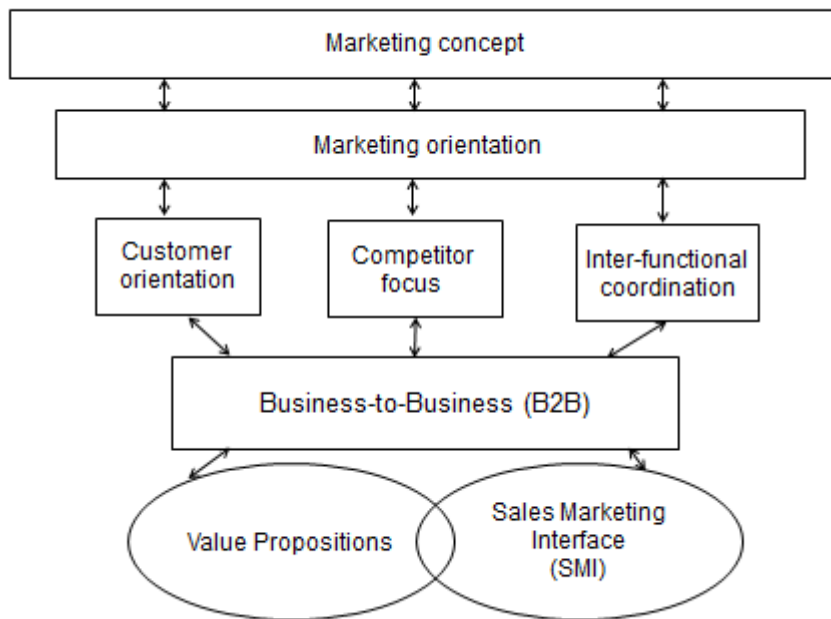 Marketing concept
Marketing orientation
Customer
orientation
Competitor
focus
Inter-functional
coordination
Business-to-Business (B2B)
Value Propositions
Sales Marketing
Interface
(SMI)